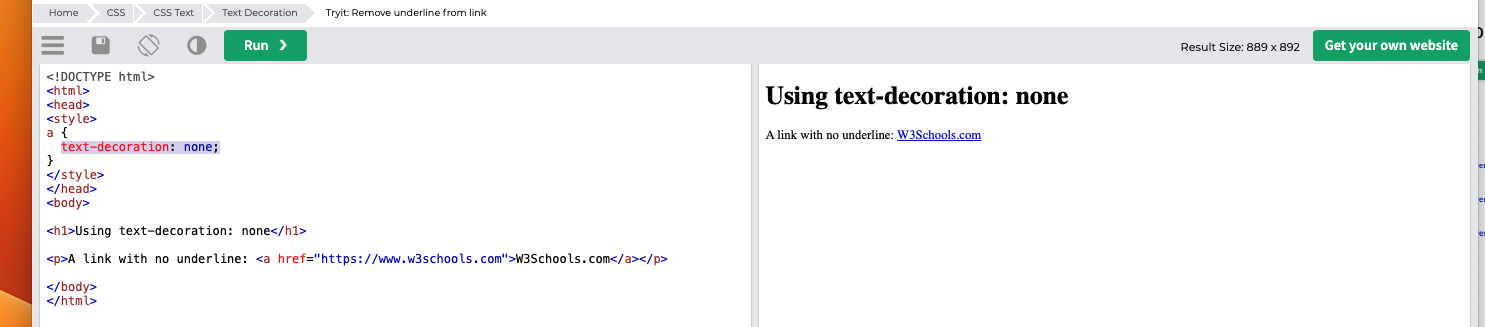 Home CSS CSS Text Text Decoration Tryit: Remove underline from link
Run ❯ Result Size: 889 x 892 Get your own website
<!DOCTYPE html>
<html>
<head>
<style>
a {
  text-decoration: none;
}
</style>
</head>
<body>
<h1>Using text-decoration: none</h1>
<p>A link with no underline: <a href="https://www.w3schools.com">W3Schools.com</a></p>
</body>
</html>
Using text-decoration: none
A link with no underline: W3Schools.com